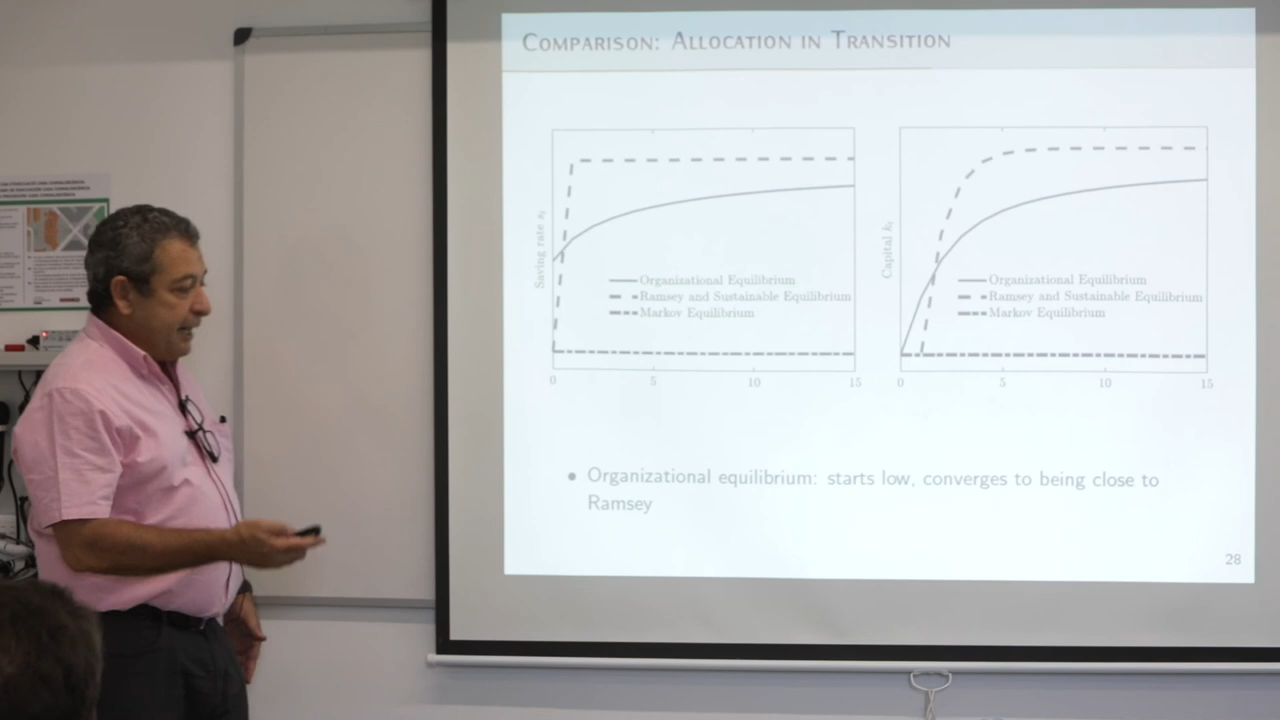 COMPARISON: ALLOCATION IN TRANSITION
Saving rate s_t
Organizational Equilibrium
Ramsey and Sustainable Equilibrium
Markov Equilibrium
0 5 10 15
Capital k_t
Organizational Equilibrium
Ramsey and Sustainable Equilibrium
Markov Equilibrium
0 5 10 15
• Organizational equilibrium: starts low, converges to being close to
Ramsey
28